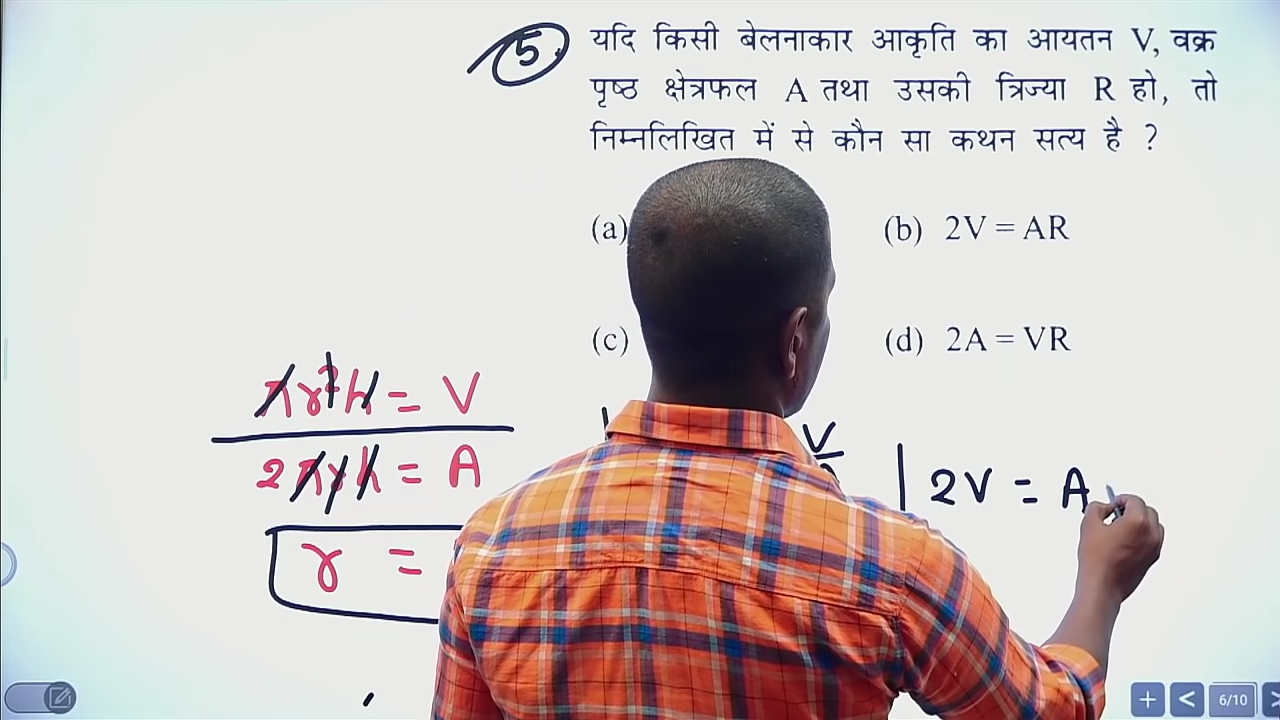 5.
यदि किसी बेलनाकार आकृति का आयतन V, वक्र
पृष्ठ क्षेत्रफल A तथा उसकी त्रिज्या R हो, तो
निम्नलिखित में से कौन सा कथन सत्य है ?
(a)
(b) 2V = AR
(c)
(d) 2A = VR
πr²h = V
2πrh = A
r =
V
2V = A
6/10